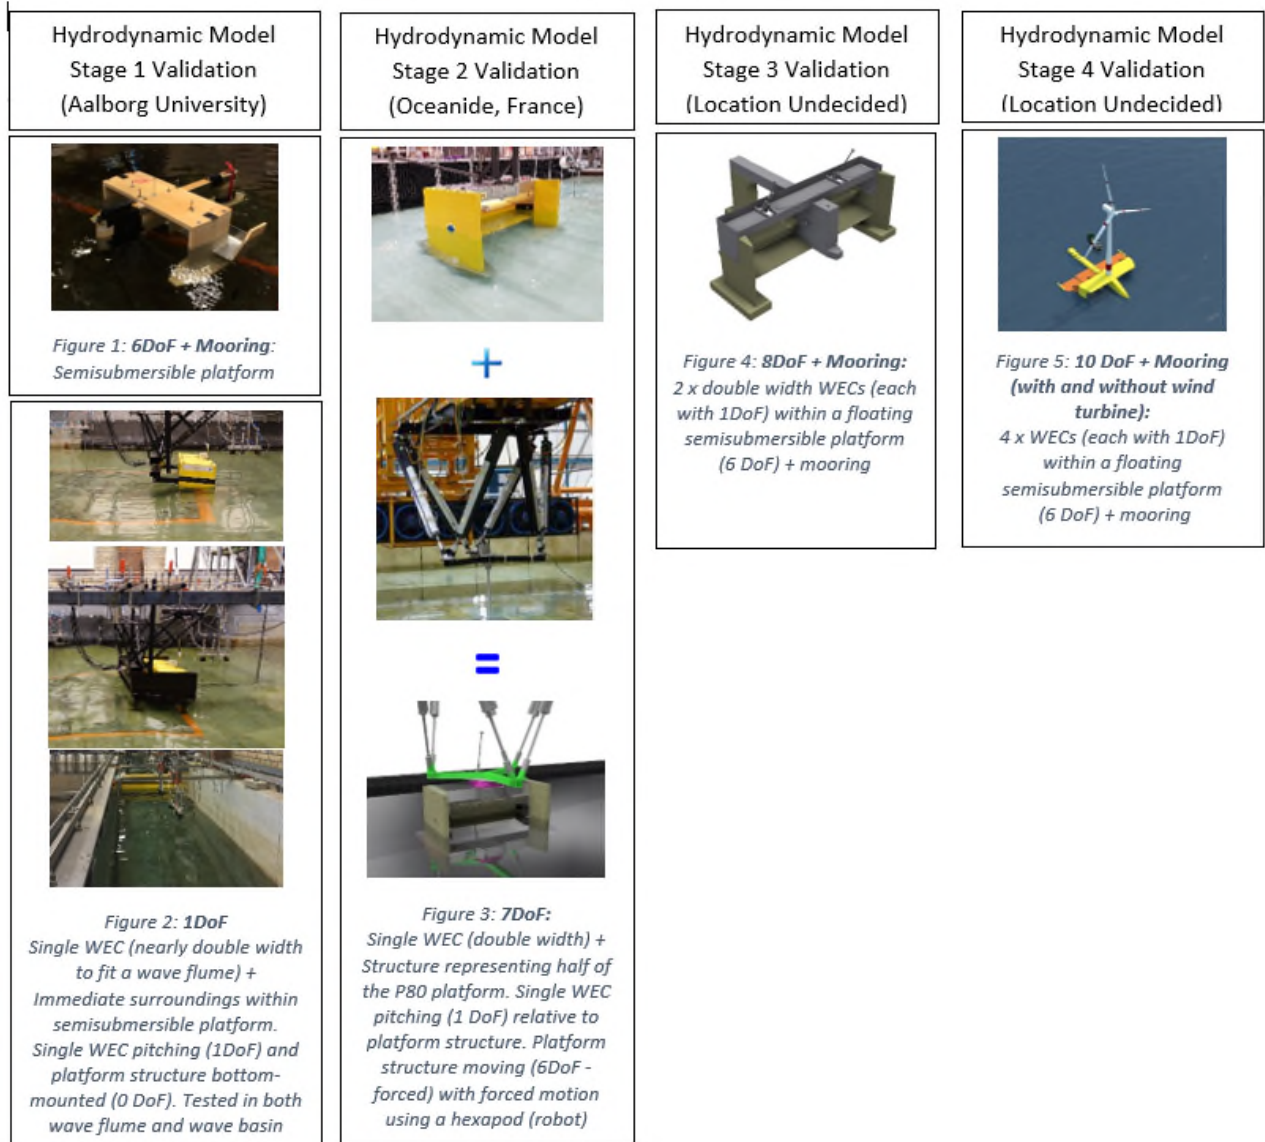 Hydrodynamic Model
Stage 1 Validation
(Aalborg University)
Figure 1: 6DoF + Mooring:
Semisubmersible platform
Figure 2: 1DoF
Single WEC (nearly double width
to fit a wave flume) +
Immediate surroundings within
semisubmersible platform.
Single WEC pitching (1DoF) and
platform structure bottom-
mounted (0 DoF). Tested in both
wave flume and wave basin
Hydrodynamic Model
Stage 2 Validation
(Oceanide, France)
+
=
Figure 3: 7DoF:
Single WEC (double width) +
Structure representing half of
the P80 platform. Single WEC
pitching (1 DoF) relative to
platform structure. Platform
structure moving (6DoF -
forced) with forced motion
using a hexapod (robot)
Hydrodynamic Model
Stage 3 Validation
(Location Undecided)
Figure 4: 8DoF + Mooring:
2 x double width WECs (each
with 1DoF) within a floating
semisubmersible platform
(6 DoF) + mooring
Hydrodynamic Model
Stage 4 Validation
(Location Undecided)
Figure 5: 10 DoF + Mooring
(with and without wind
turbine):
4 x WECs (each with 1DoF)
within a floating
semisubmersible platform
(6 DoF) + mooring